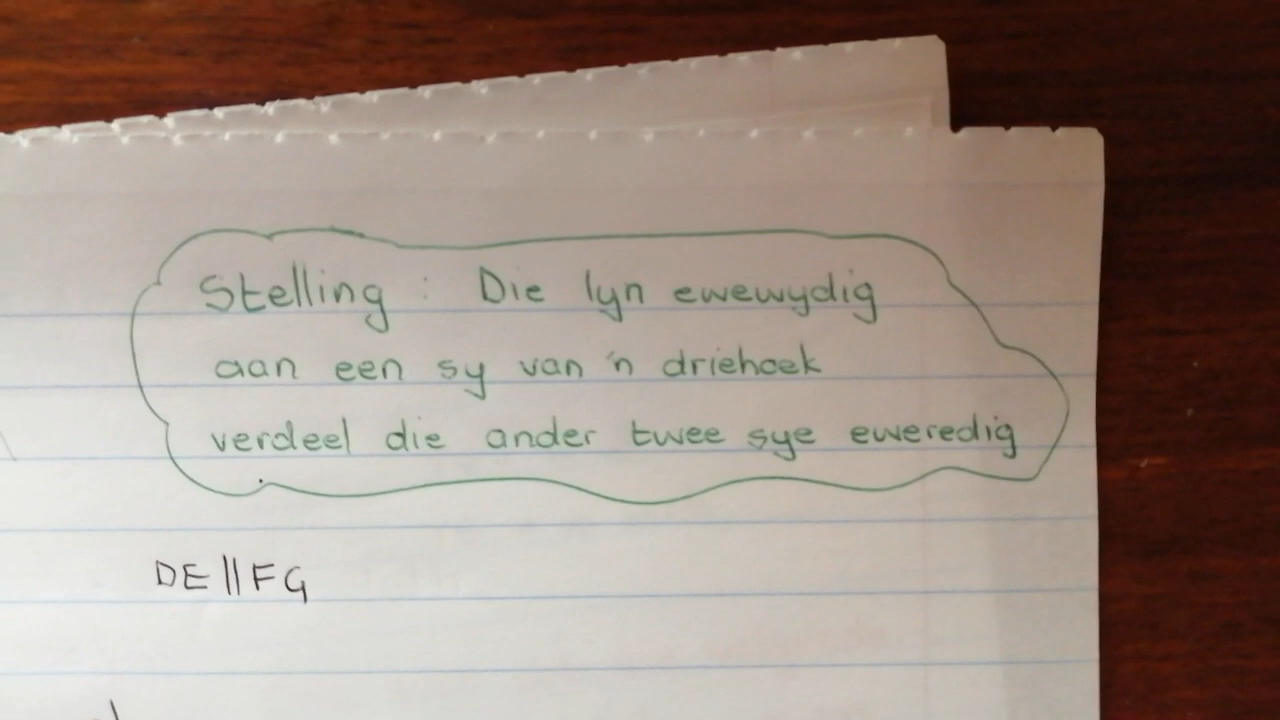 Stelling : Die lyn ewewydig
aan een sy van 'n driehoek
verdeel die ander twee sye eweredig
DE||FG